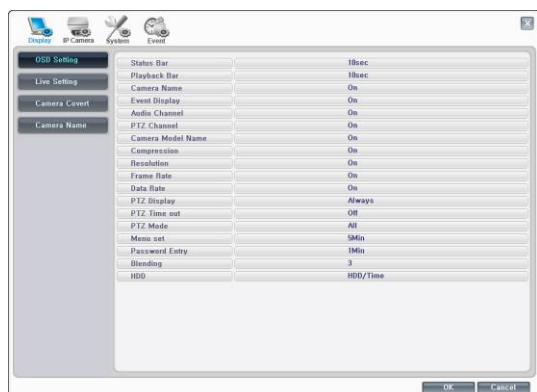 Display IP Camera System Event
OSD Setting
Live Setting
Camera Covert
Camera Name
Status Bar 10sec
Playback Bar 10sec
Camera Name On
Event Display On
Audio Channel On
PTZ Channel On
Camera Model Name On
Compression On
Resolution On
Frame Rate On
Data Rate On
PTZ Display Always
PTZ Time out Off
PTZ Mode All
Menu set 5Min
Password Entry 1Min
Blending 3
HDD HDD/Time
OK Cancel